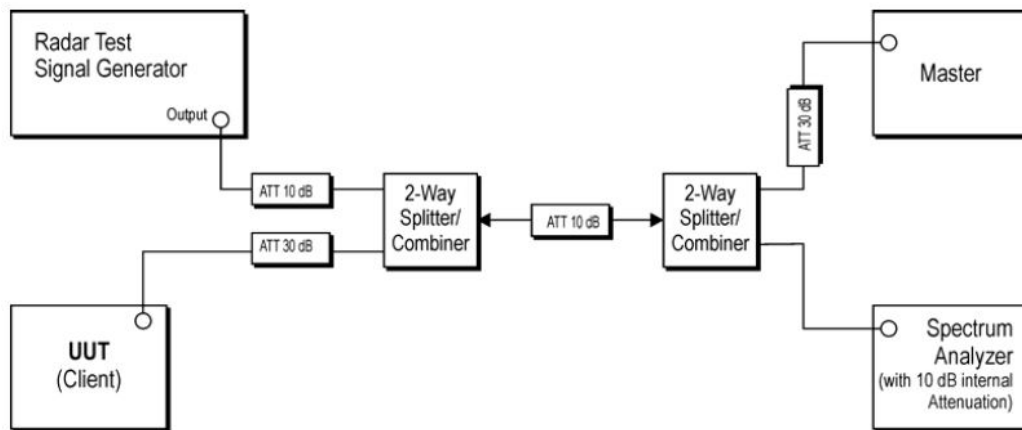 Radar Test
Signal Generator
Output
ATT 10 dB
ATT 30 dB
UUT
(Client)
2-Way
Splitter/
Combiner
ATT 10 dB
2-Way
Splitter/
Combiner
ATT 30 dB
Master
Spectrum
Analyzer
(with 10 dB internal
Attenuation)